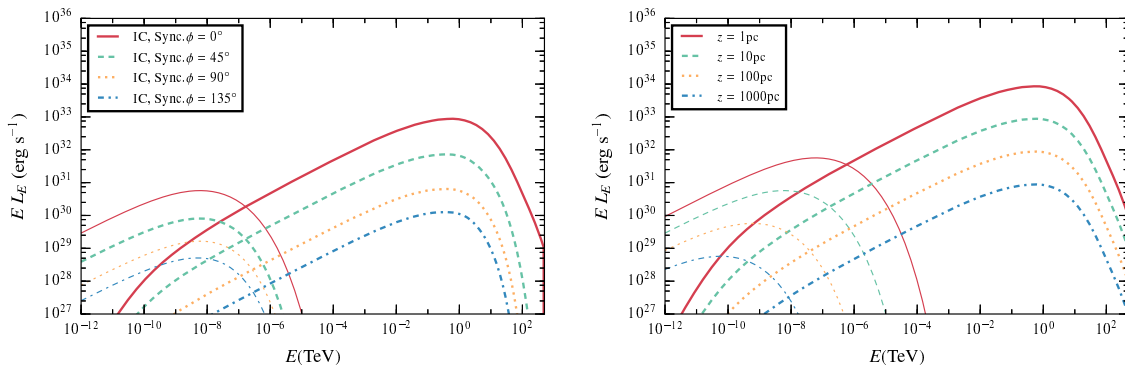 10^36
10^35
10^34
10^33
10^32
10^31
10^30
10^29
10^28
10^27
E L_E (erg s^−1)
IC, Sync. ϕ = 0°
IC, Sync. ϕ = 45°
IC, Sync. ϕ = 90°
IC, Sync. ϕ = 135°
10^−12 10^−10 10^−8 10^−6 10^−4 10^−2 10^0 10^2
E(TeV)
10^36
10^35
10^34
10^33
10^32
10^31
10^30
10^29
10^28
10^27
E L_E (erg s^−1)
z = 1pc
z = 10pc
z = 100pc
z = 1000pc
10^−12 10^−10 10^−8 10^−6 10^−4 10^−2 10^0 10^2
E(TeV)